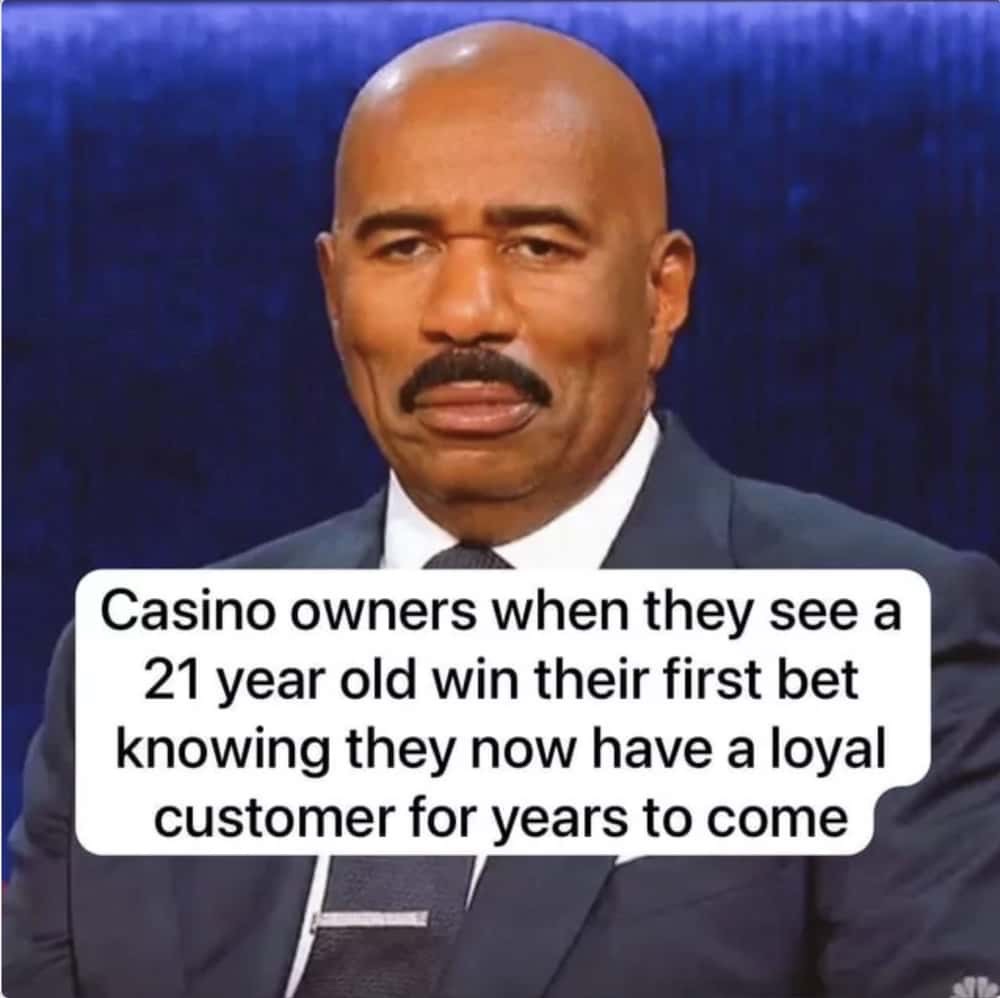 Casino owners when they see a
21 year old win their first bet
knowing they now have a loyal
customer for years to come